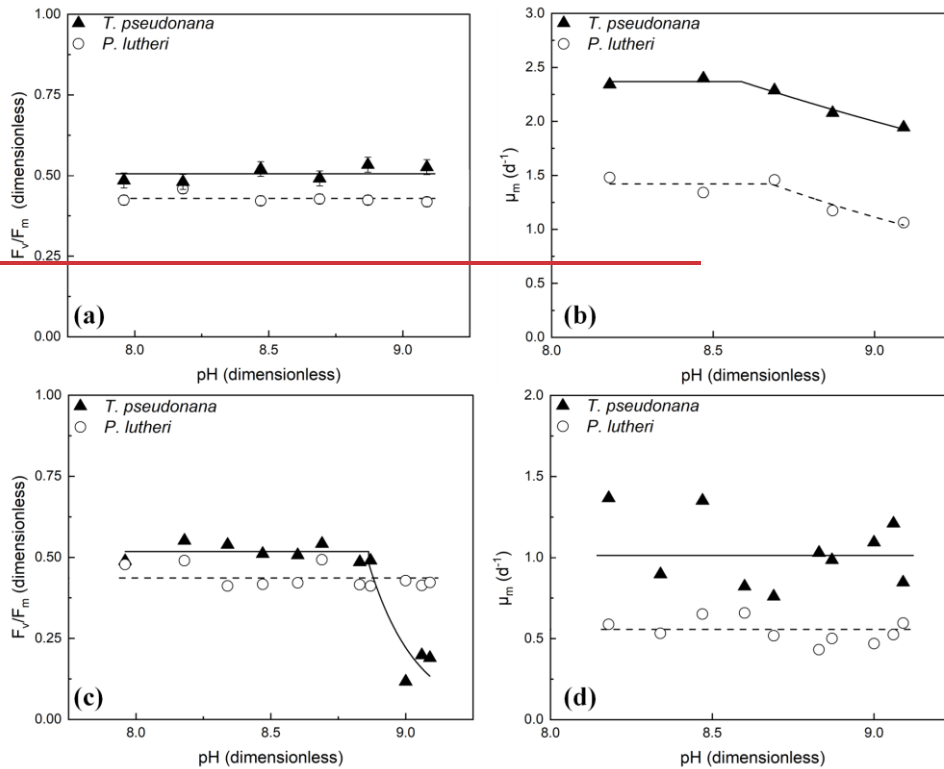 T. pseudonana
P. lutheri
1.00
0.75
0.50
0.25
0.00
Fv/Fm (dimensionless)
(a)
8.0
8.5
9.0
pH (dimensionless)
T. pseudonana
P. lutheri
3.0
2.5
2.0
1.5
1.0
0.5
0.0
μm (d-1)
(b)
8.0
8.5
9.0
pH (dimensionless)
T. pseudonana
P. lutheri
1.00
0.75
0.50
0.25
0.00
Fv/Fm (dimensionless)
(c)
8.0
8.5
9.0
pH (dimensionless)
T. pseudonana
P. lutheri
2.0
1.5
1.0
0.5
0.0
μm (d-1)
(d)
8.0
8.5
9.0
pH (dimensionless)